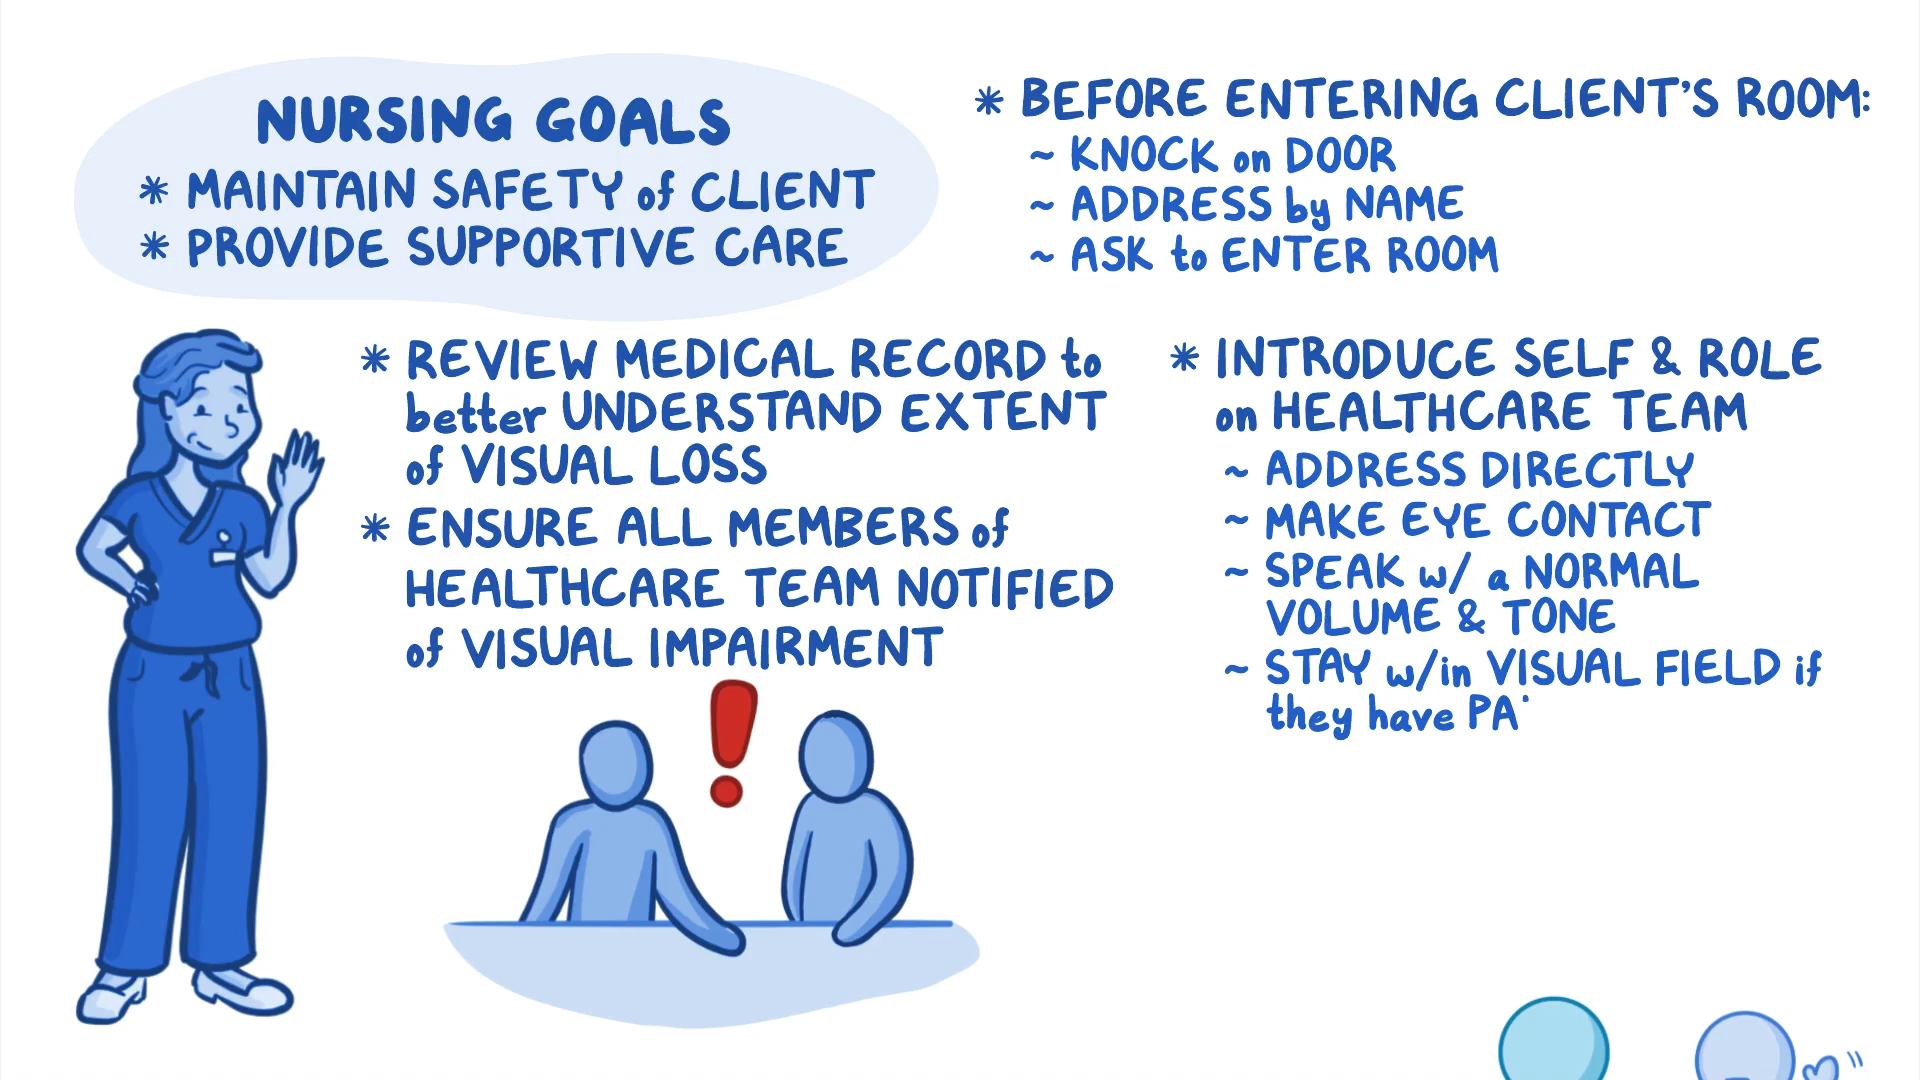 NURSING GOALS
* MAINTAIN SAFETY of CLIENT
* PROVIDE SUPPORTIVE CARE
* BEFORE ENTERING CLIENT'S ROOM:
~ KNOCK on DOOR
~ ADDRESS by NAME
~ ASK to ENTER ROOM
* REVIEW MEDICAL RECORD to
better UNDERSTAND EXTENT
of VISUAL LOSS
* ENSURE ALL MEMBERS of
HEALTHCARE TEAM NOTIFIED
of VISUAL IMPAIRMENT
!
* INTRODUCE SELF & ROLE
on HEALTHCARE TEAM
~ ADDRESS DIRECTLY
~ MAKE EYE CONTACT
~ SPEAK w/ a NORMAL
VOLUME & TONE
~ STAY w/in VISUAL FIELD if
they have PA